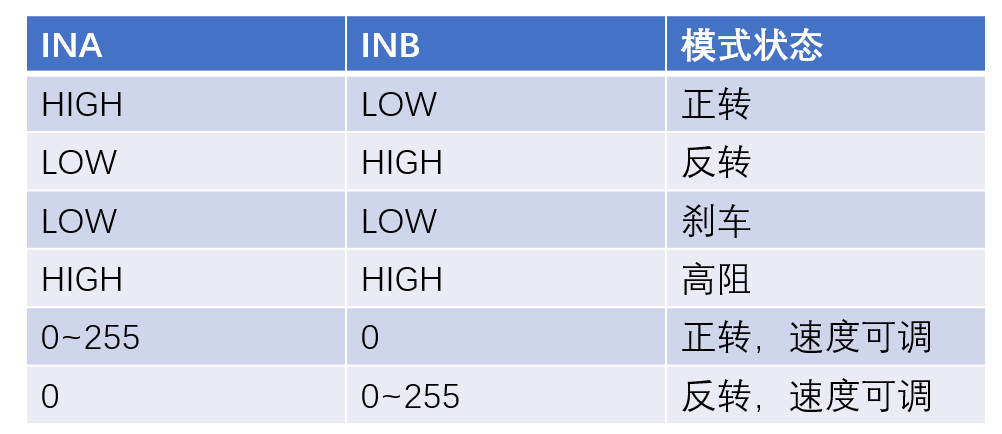 INA INB 模式状态
HIGH LOW 正转
LOW HIGH 反转
LOW LOW 刹车
HIGH HIGH 高阻
0~255 0 正转，速度可调
0 0~255 反转，速度可调